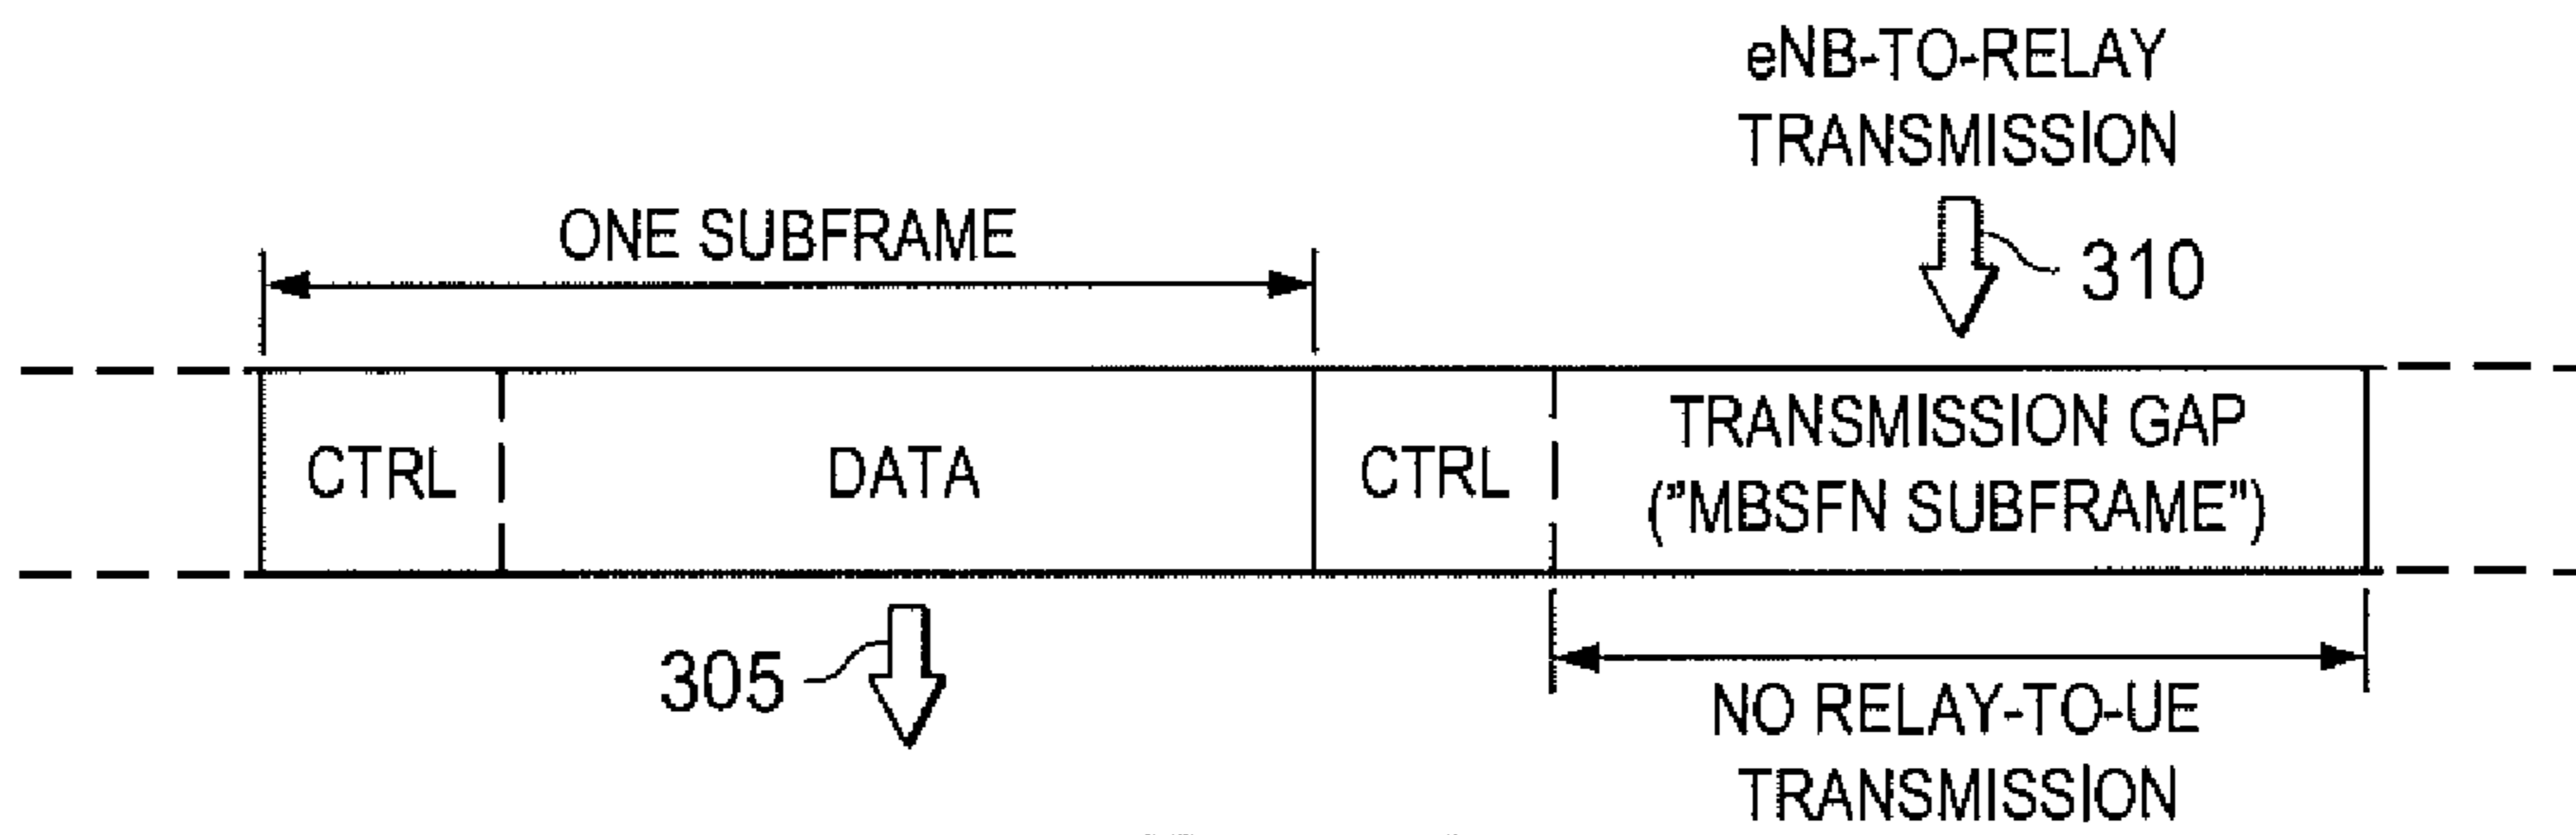 eNB-TO-RELAY
TRANSMISSION
ONE SUBFRAME
310
CTRL
DATA
CTRL
TRANSMISSION GAP
("MBSFN SUBFRAME")
305
NO RELAY-TO-UE
TRANSMISSION